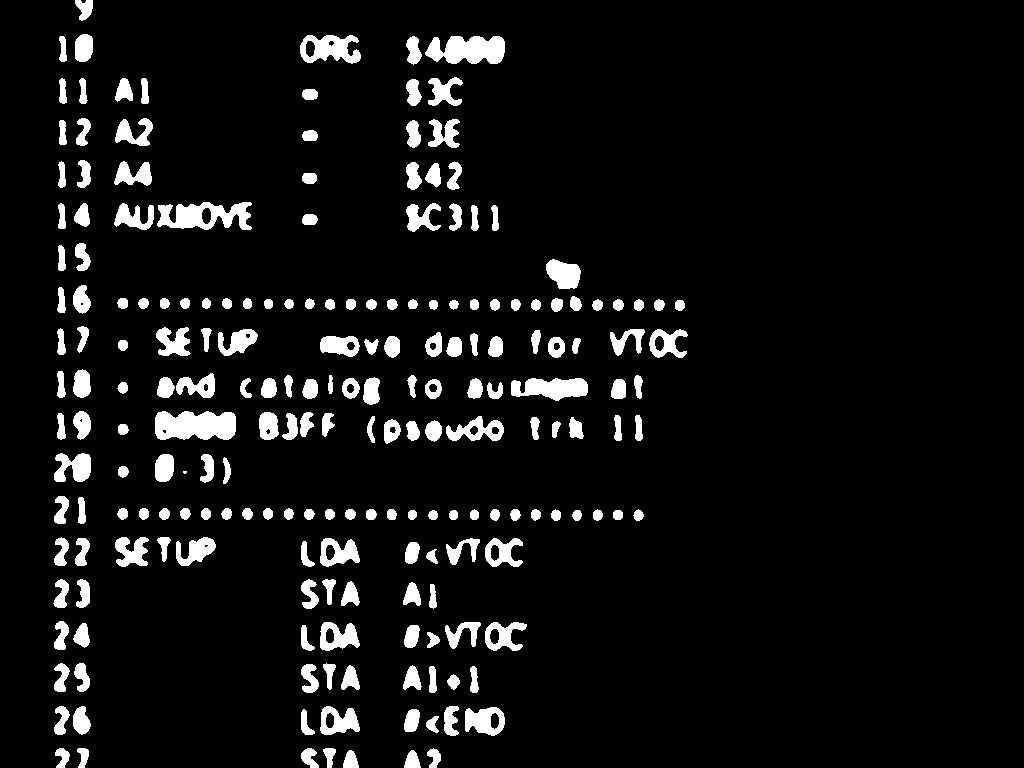 9
10 ORG $4000
11 A1 = $3C
12 A2 = $3E
13 A4 = $42
14 AUXMOVE = $C311
15
16 ****************************
17 * SETUP move data for VTOC
18 * and catalog to auxmem at
19 * B000 B3FF (pseudo trk 11
20 * 0-3)
21 **************************
22 SETUP LDA #<VTOC
23 STA A1
24 LDA #>VTOC
25 STA A1+1
26 LDA #<END
27 STA A2